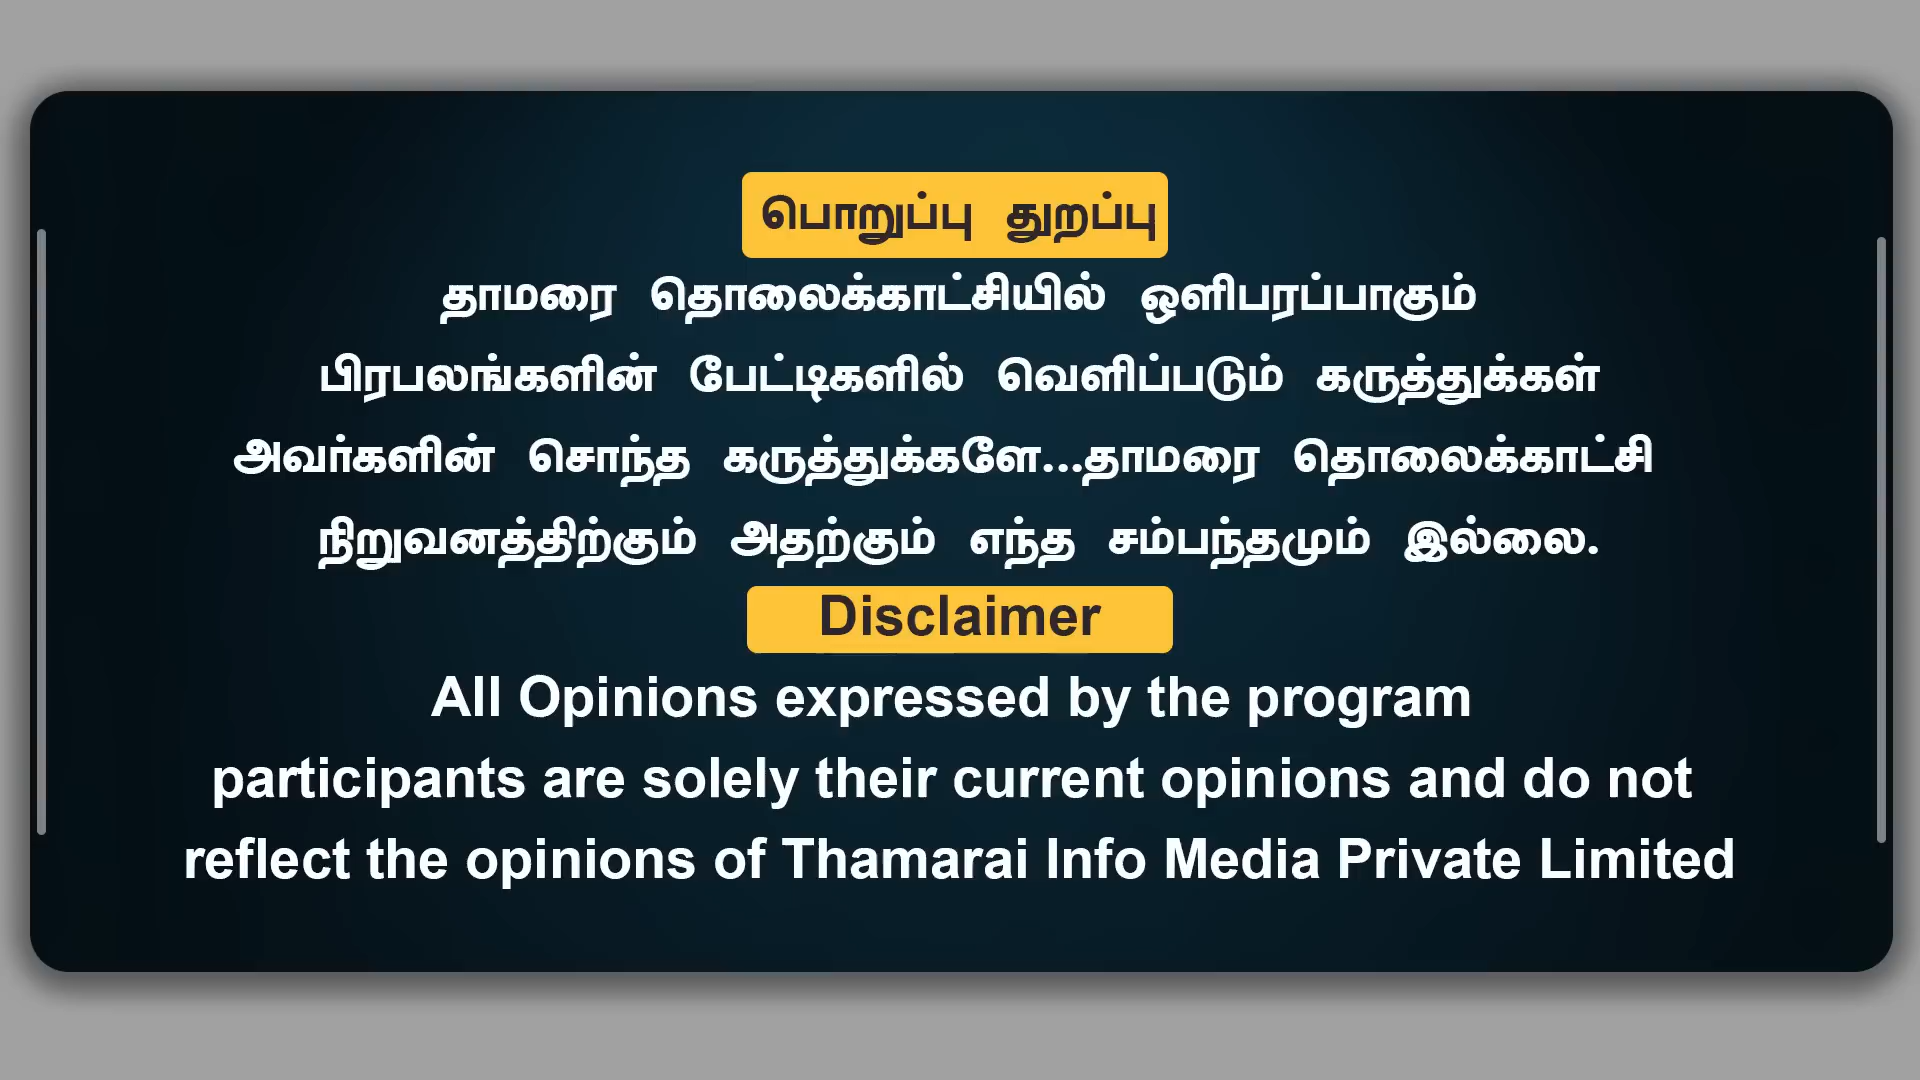 பொறுப்பு துறப்பு
தாமரை தொலைக்காட்சியில் ஒளிபரப்பாகும்
பிரபலங்களின் பேட்டிகளில் வெளிப்படும் கருத்துக்கள்
அவர்களின் சொந்த கருத்துக்களே...தாமரை தொலைக்காட்சி
நிறுவனத்திற்கும் அதற்கும் எந்த சம்பந்தமும் இல்லை.
Disclaimer
All Opinions expressed by the program
participants are solely their current opinions and do not
reflect the opinions of Thamarai Info Media Private Limited